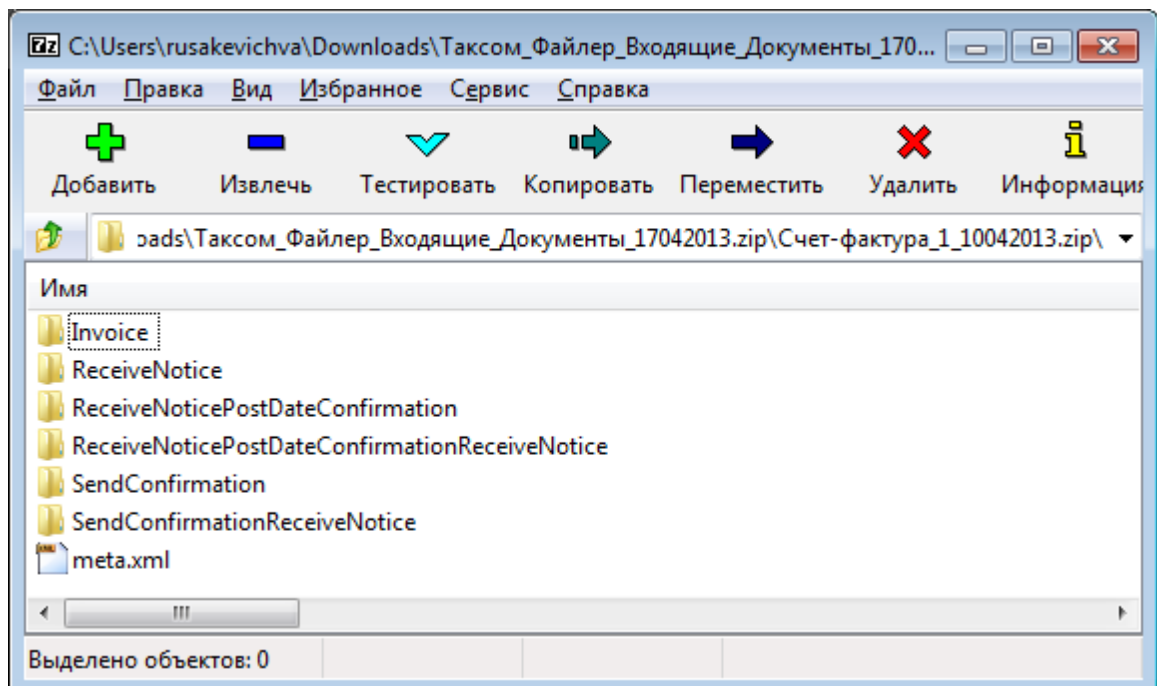 7z C:\Users\rusakevichva\Downloads\Таксом_Файлер_Входящие_Документы_170...
Файл Правка Вид Избранное Сервис Справка
Добавить Извлечь Тестировать Копировать Переместить Удалить Информация
oads\Таксом_Файлер_Входящие_Документы_17042013.zip\Счет-фактура_1_10042013.zip\
Имя
Invoice
ReceiveNotice
ReceiveNoticePostDateConfirmation
ReceiveNoticePostDateConfirmationReceiveNotice
SendConfirmation
SendConfirmationReceiveNotice
meta.xml
Выделено объектов: 0